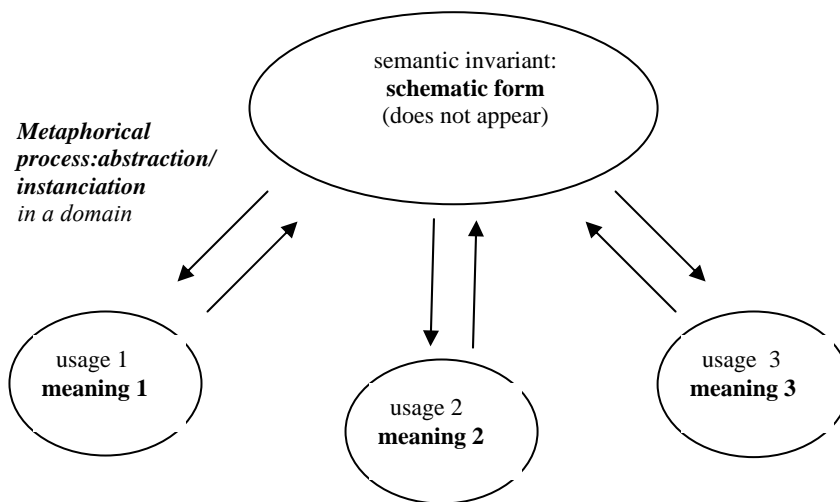 semantic invariant:
schematic form
(does not appear)
Metaphorical
process:abstraction/
instanciation
in a domain
usage 1
meaning 1
usage 2
meaning 2
usage 3
meaning 3